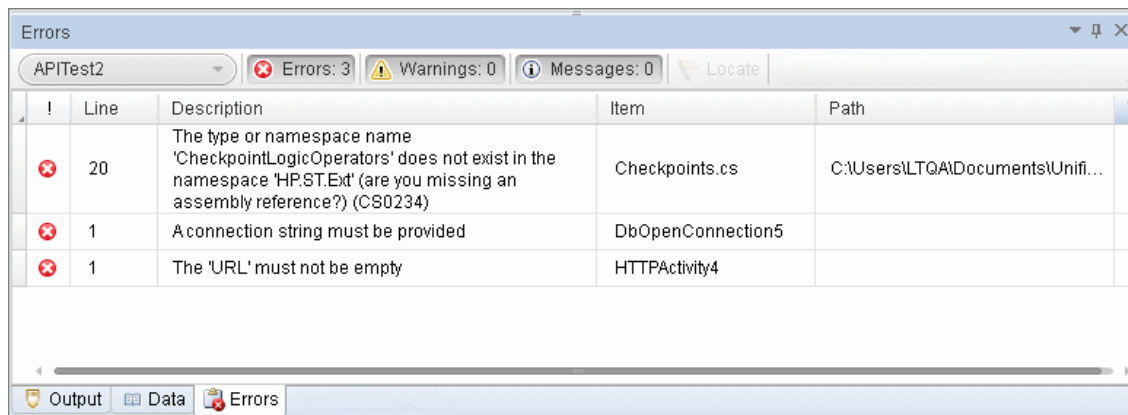 Errors
APITest2
Errors: 3
Warnings: 0
Messages: 0
Locate
!
Line
Description
Item
Path
20
The type or namespace name
'CheckpointLogicOperators' does not exist in the
namespace 'HP.ST.Ext' (are you missing an
assembly reference?) (CS0234)
Checkpoints.cs
C:\Users\LTQA\Documents\Unifi...
1
A connection string must be provided
DbOpenConnection5
1
The 'URL' must not be empty
HTTPActivity4
Output
Data
Errors